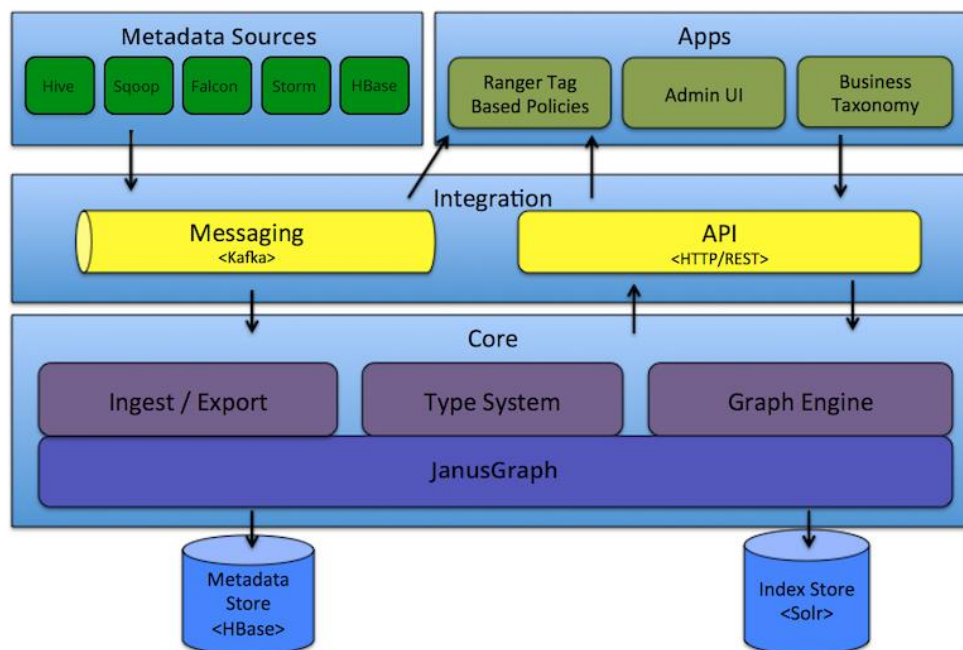 Metadata Sources
Hive
Sqoop
Falcon
Storm
HBase
Apps
Ranger Tag
Based Policies
Admin UI
Business
Taxonomy
Integration
Messaging
<Kafka>
API
<HTTP/REST>
Core
Ingest / Export
Type System
Graph Engine
JanusGraph
Metadata
Store
<HBase>
Index Store
<Solr>